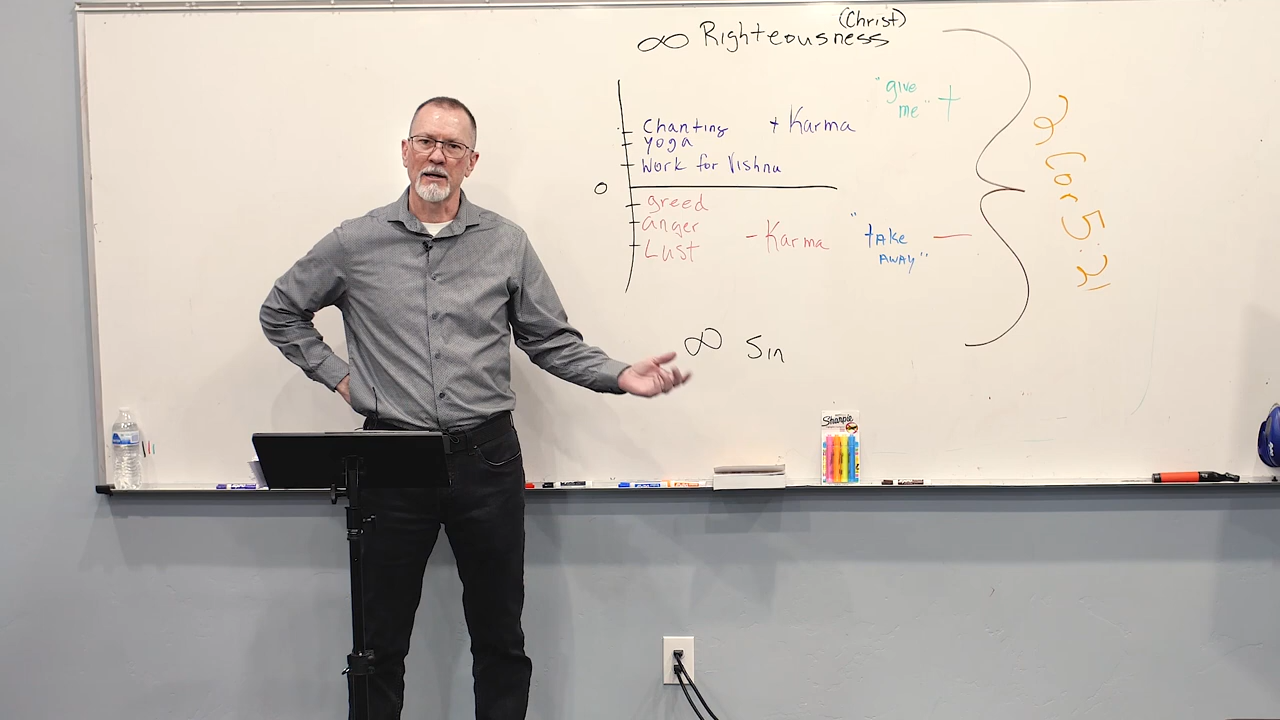 (Christ)
∞ Righteousness
"give
me" +
Chanting + Karma
yoga
Work for Vishnu
0
greed
anger
Lust - Karma
"tAke
AWAY" -
∞ Sin
2 Cor 5:21
Sharpie